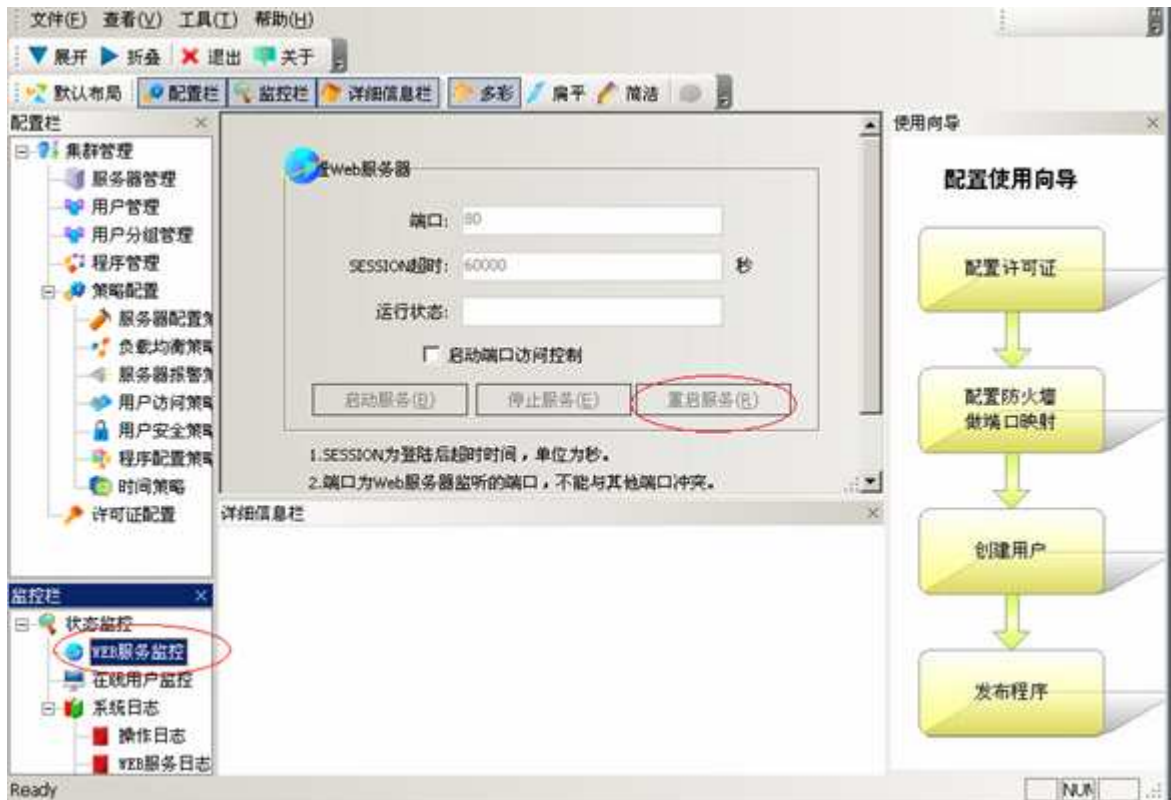 文件(F) 查看(V) 工具(T) 帮助(H)
展开 折叠 退出 关于
默认布局 配置栏 监控栏 详细信息栏 多彩 扁平 简洁
配置栏
集群管理
服务器管理
用户管理
用户分组管理
程序管理
策略配置
服务器配置
负载均衡策略
服务器报警
用户访问策略
用户安全策略
程序配置策略
时间策略
许可证配置
监控栏
状态监控
WEB服务监控
在线用户监控
系统日志
操作日志
WEB服务日志
置Web服务器
端口: 80
SESSION超时: 60000 秒
运行状态:
启动端口访问控制
启动服务(B) 停止服务(E) 重启服务(R)
1.SESSION为登陆后超时时间，单位为秒。
2.端口为Web服务器监听的端口，不能与其他端口冲突。
详细信息栏
使用向导
配置使用向导
配置许可证
配置防火墙
做端口映射
创建用户
发布程序
Ready
NUM